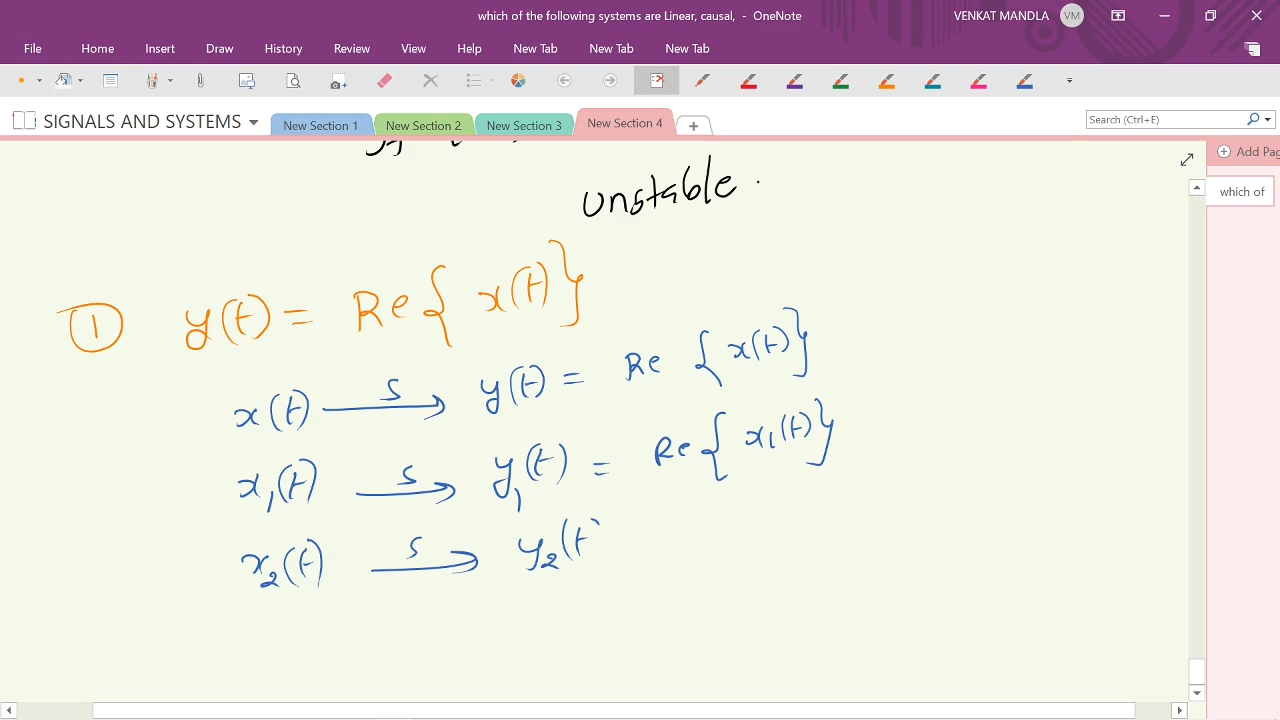 which of the following systems are Linear, causal, - OneNote
VENKAT MANDLA VM
File Home Insert Draw History Review View Help New Tab New Tab New Tab
SIGNALS AND SYSTEMS New Section 1 New Section 2 New Section 3 New Section 4
Search (Ctrl+E)
Add Pag
which of
unstable.
① y(t) = Re{ x(t)}
x(t) S→ y(t) = Re { x(t)}
x₁(t) S→ y₁(t) = Re{ x₁(t)}
x₂(t) S→ y₂(t)